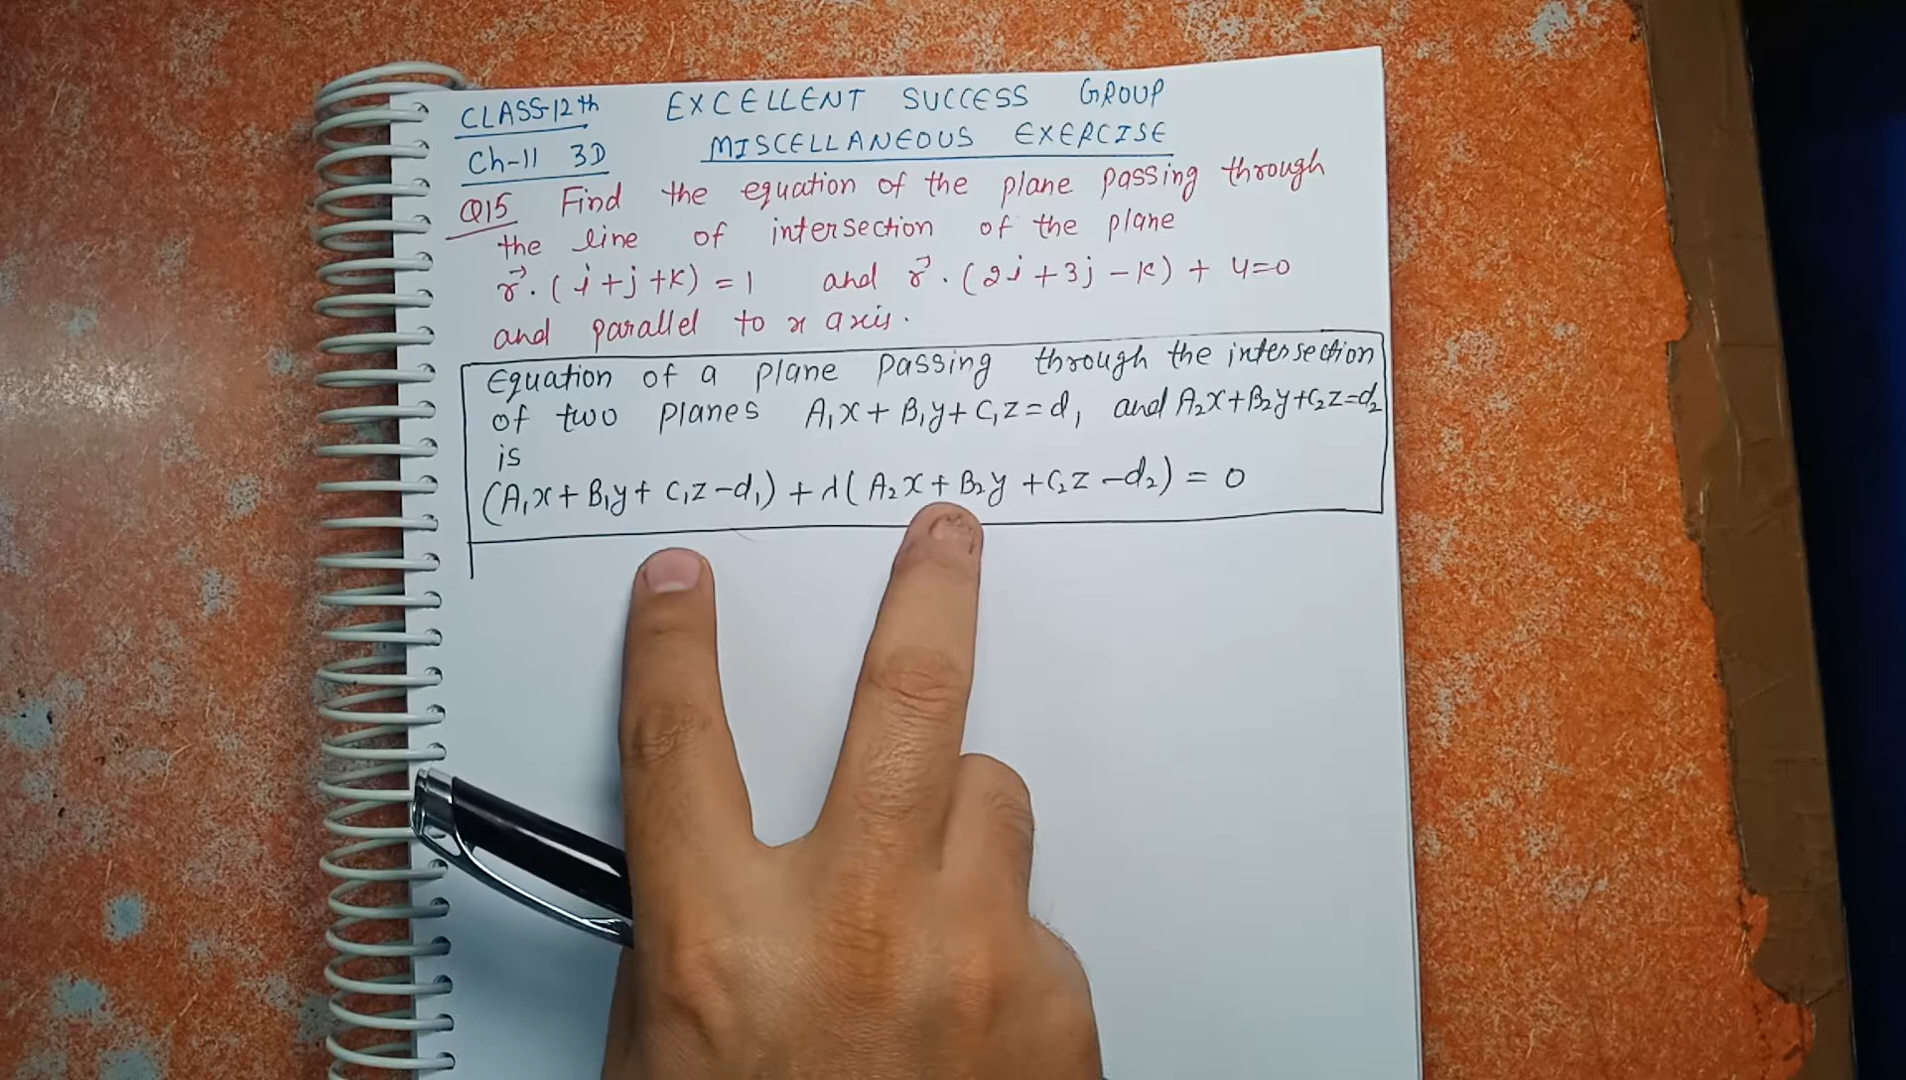 CLASS-12th EXCELLENT SUCCESS GROUP
Ch-11 3D MISCELLANEOUS EXERCISE
Q15 Find the equation of the plane passing through
the line of intersection of the plane
r⃗.(i+j+k) = 1 and r⃗.(2i+3j-k) + 4=0
and parallel to x axis.
Equation of a plane passing through the intersection
of two planes A₁x+B₁y+C₁z=d₁ and A₂x+B₂y+C₂z=d₂
is
(A₁x+B₁y+C₁z-d₁)+λ(A₂x+B₂y+C₂z-d₂) = 0